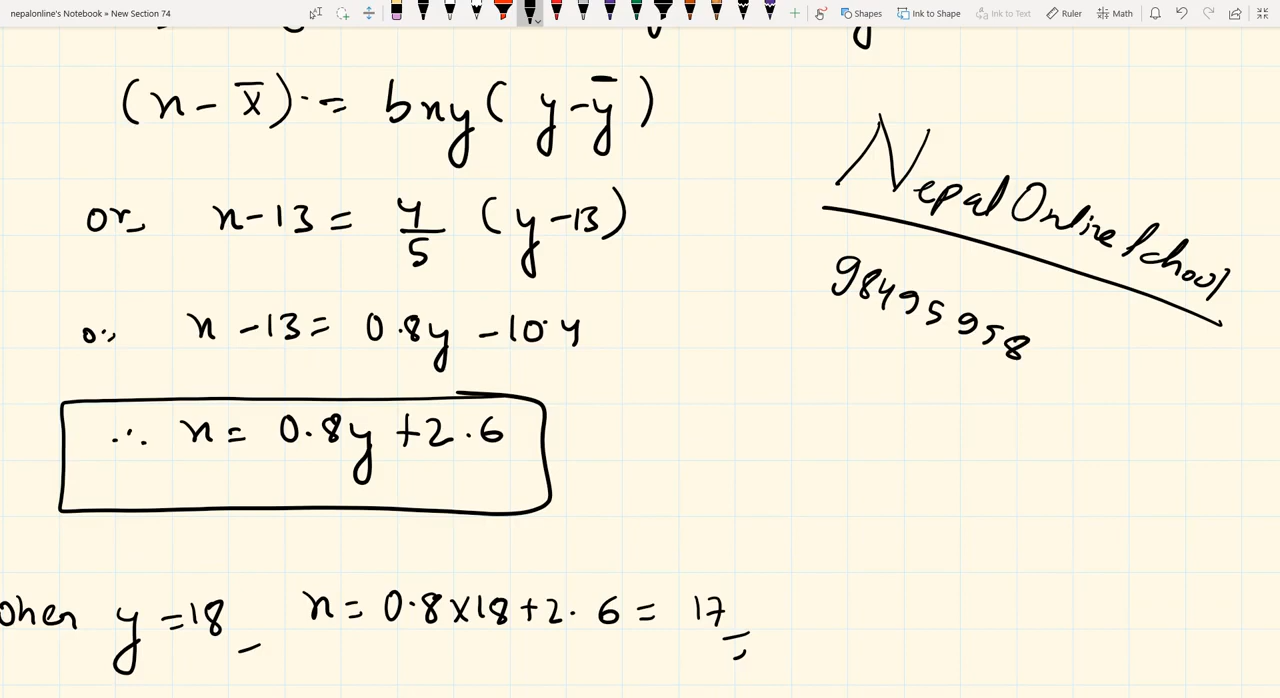 nepalonline's Notebook » New Section 74
Shapes Ink to Shape Ink to Text Ruler Math
(x - x̄) = bxy ( y - ȳ )
or, x - 13 = 4/5 ( y - 13 )
or x - 13 = 0.8y - 10.4
∴ x = 0.8y + 2.6
When y = 18 x = 0.8 × 18 + 2.6 = 17
Nepal Online School
98495958